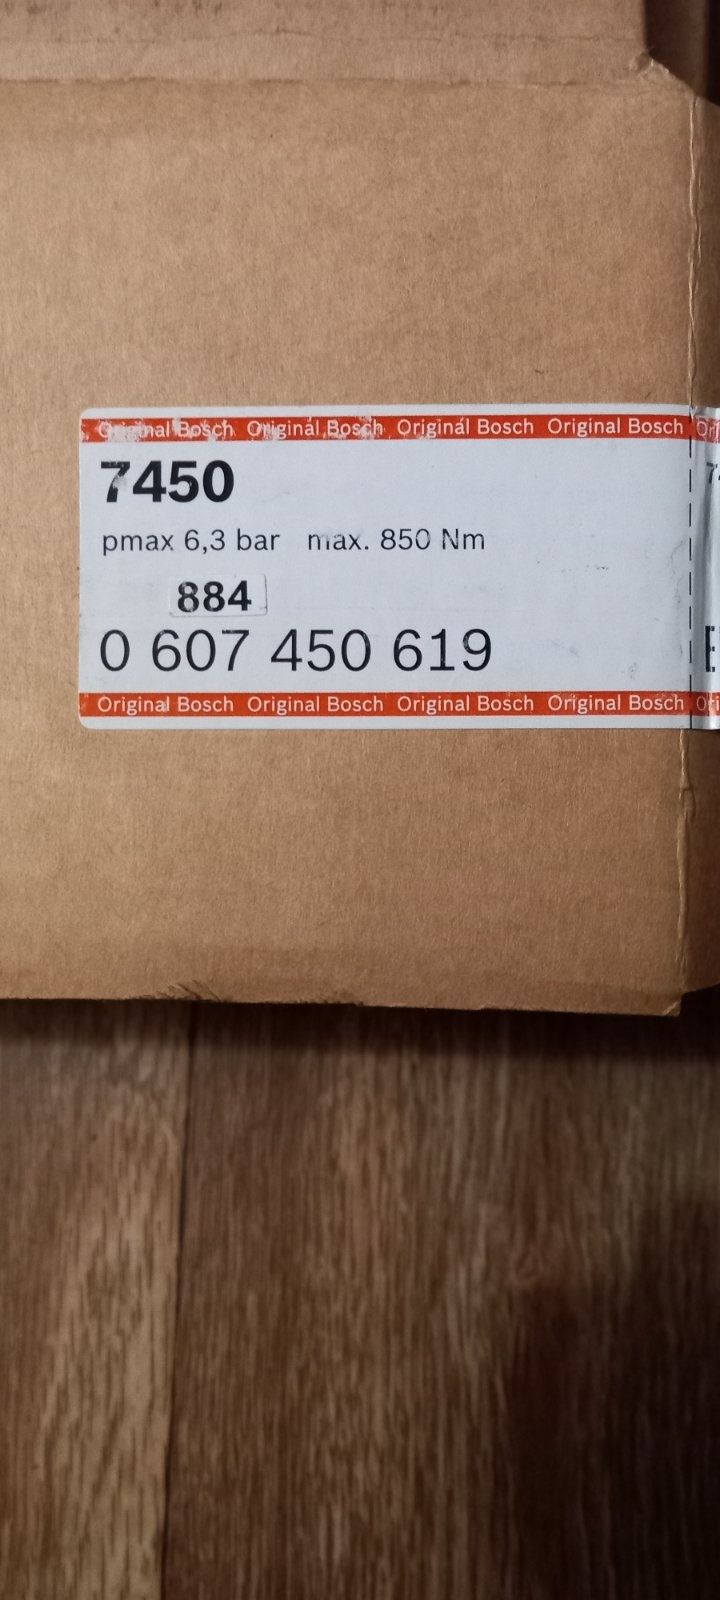 Original Bosch Original Bosch Original Bosch Original Bosch
7450
pmax 6,3 bar max. 850 Nm
884
0 607 450 619
Original Bosch Original Bosch Original Bosch Original Bosch